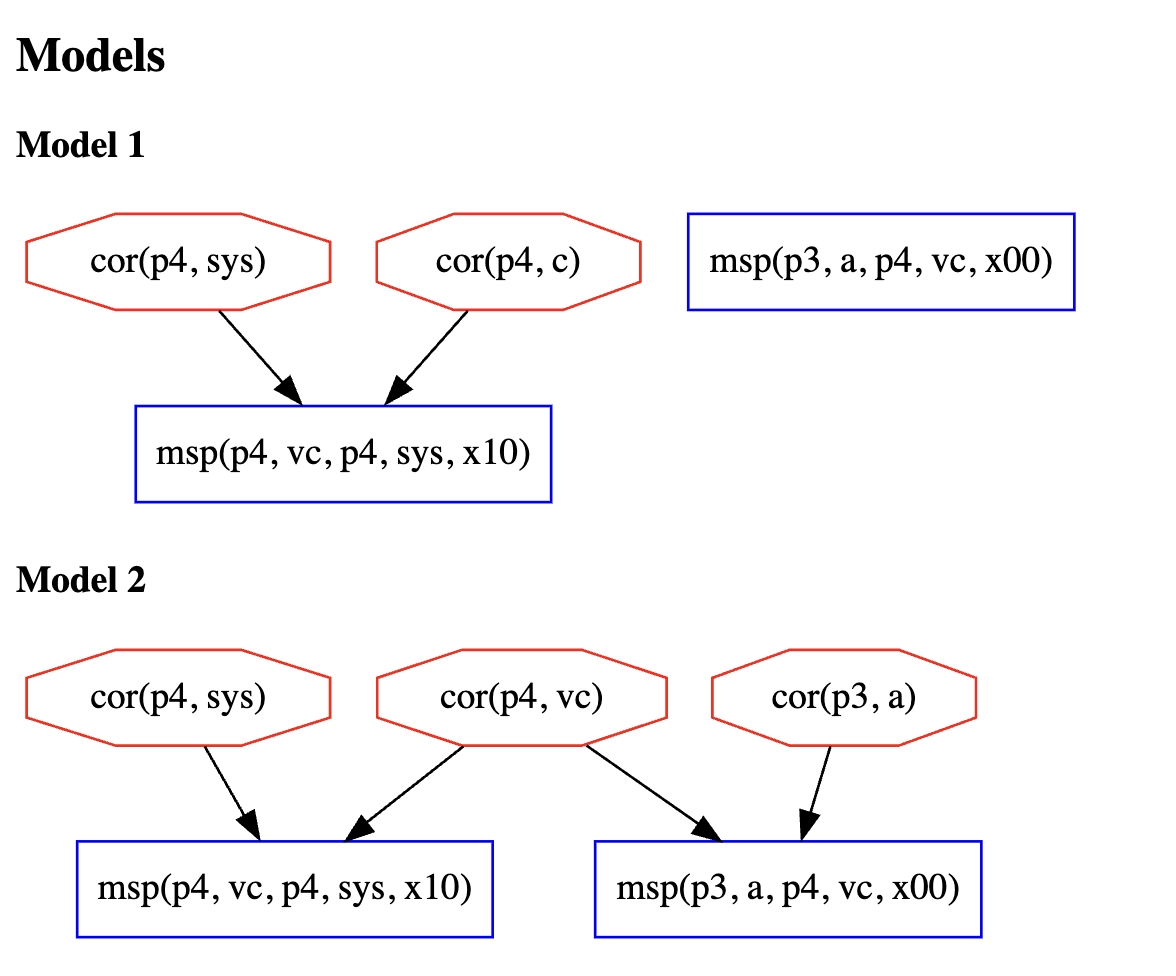 Models
Model 1
cor(p4, sys)
cor(p4, c)
msp(p3, a, p4, vc, x00)
msp(p4, vc, p4, sys, x10)
Model 2
cor(p4, sys)
cor(p4, vc)
cor(p3, a)
msp(p4, vc, p4, sys, x10)
msp(p3, a, p4, vc, x00)